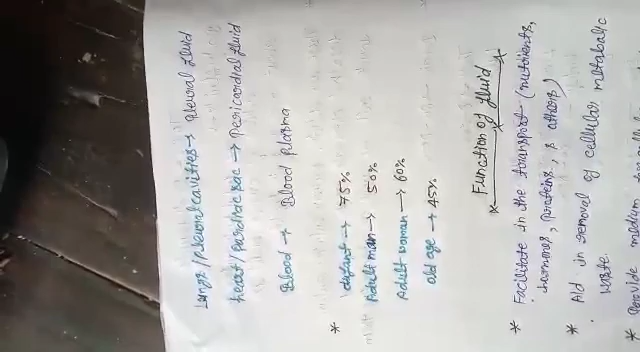 Lungs/pleural cavities → pleural fluid
heart/pericardial sac → pericardial fluid
Blood → Blood plasma
* infant → 75%
Adult man → 50%
Adult woman → 60%
old age → 45%
Function of fluid
* Facilitate in the transport (nutrients,
hormones, proteins, & others)
* Aid in removal of cellular metabolic
waste.
* Provide medium